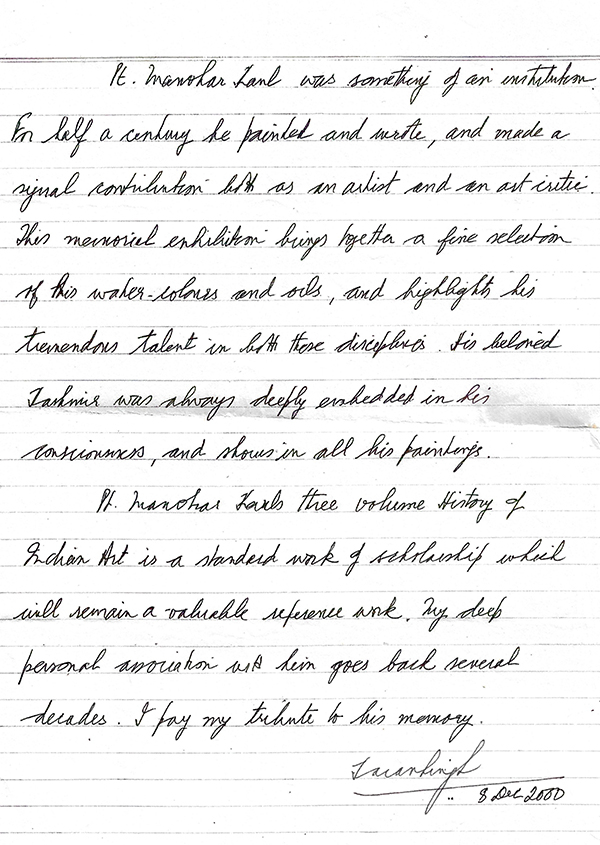 Pt. Manohar Kaul was something of an institution.
For half a century he painted and wrote, and made a
signal contribution both as an artist and an art critic.
This memorial exhibition brings together a fine selection
of his water-colours and oils, and highlights his
tremendous talent in both these disciplines. His beloved
Kashmir was always deeply embedded in his
consciousness, and shows in all his paintings.
Pt. Manohar Kauls three volume History of
Indian Art is a standard work of scholarship which
will remain a valuable reference work. My deep
personal association with him goes back several
decades. I pay my tribute to his memory.
Karan Singh
8 Dec 2000